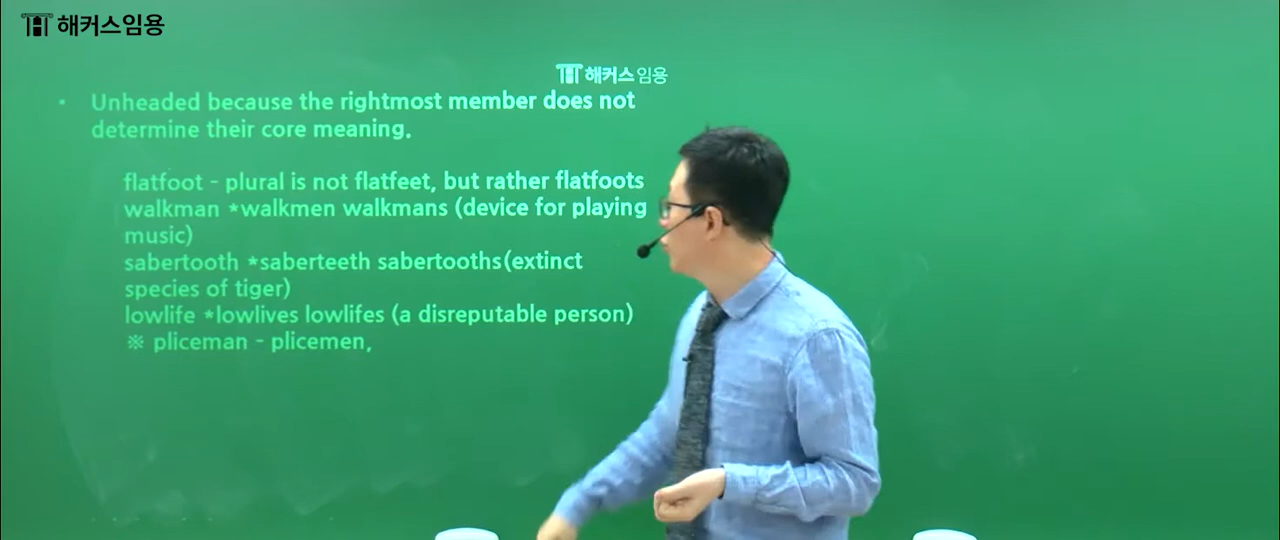 해커스임용
해커스임용
· Unheaded because the rightmost member does not
determine their core meaning.
flatfoot - plural is not flatfeet, but rather flatfoots
walkman *walkmen walkmans (device for playing
music)
sabertooth *saberteeth sabertooths(extinct
species of tiger)
lowlife *lowlives lowlifes (a disreputable person)
※ pliceman - plicemen,